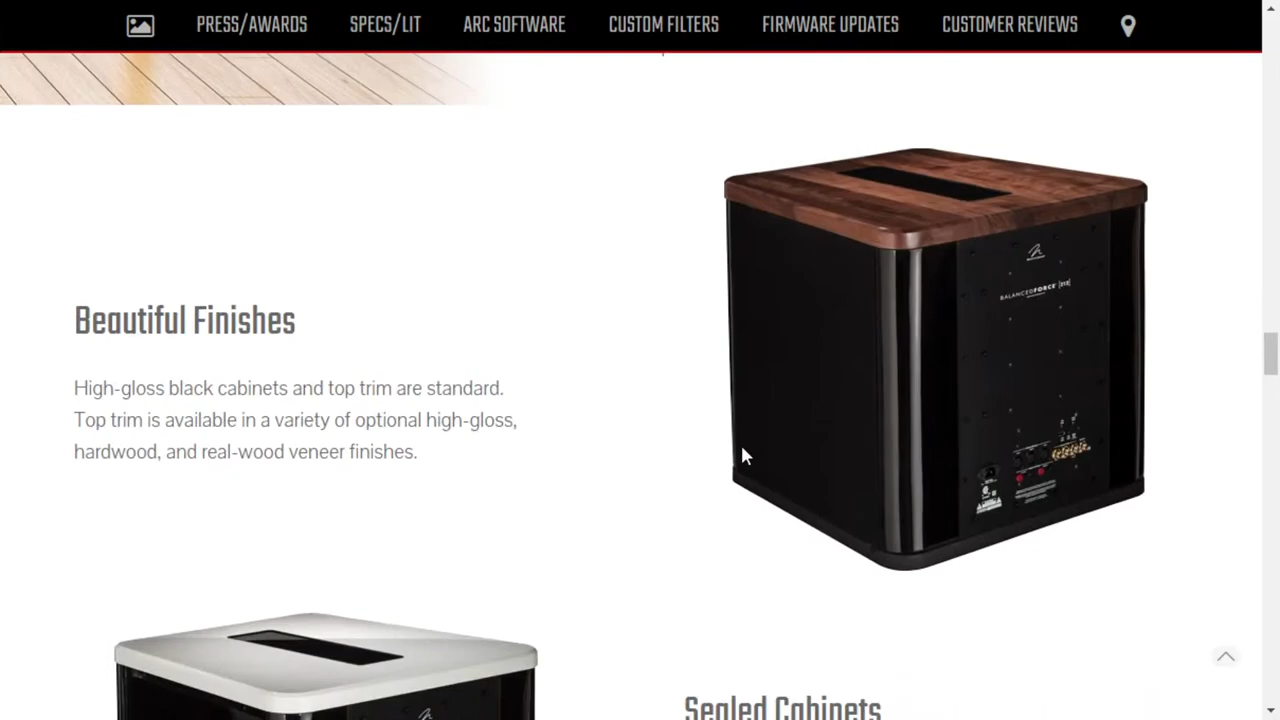 PRESS/AWARDS SPECS/LIT ARC SOFTWARE CUSTOM FILTERS FIRMWARE UPDATES CUSTOMER REVIEWS
BALANCEDFORCE
Beautiful Finishes
High-gloss black cabinets and top trim are standard.
Top trim is available in a variety of optional high-gloss,
hardwood, and real-wood veneer finishes.
Sealed Cabinets